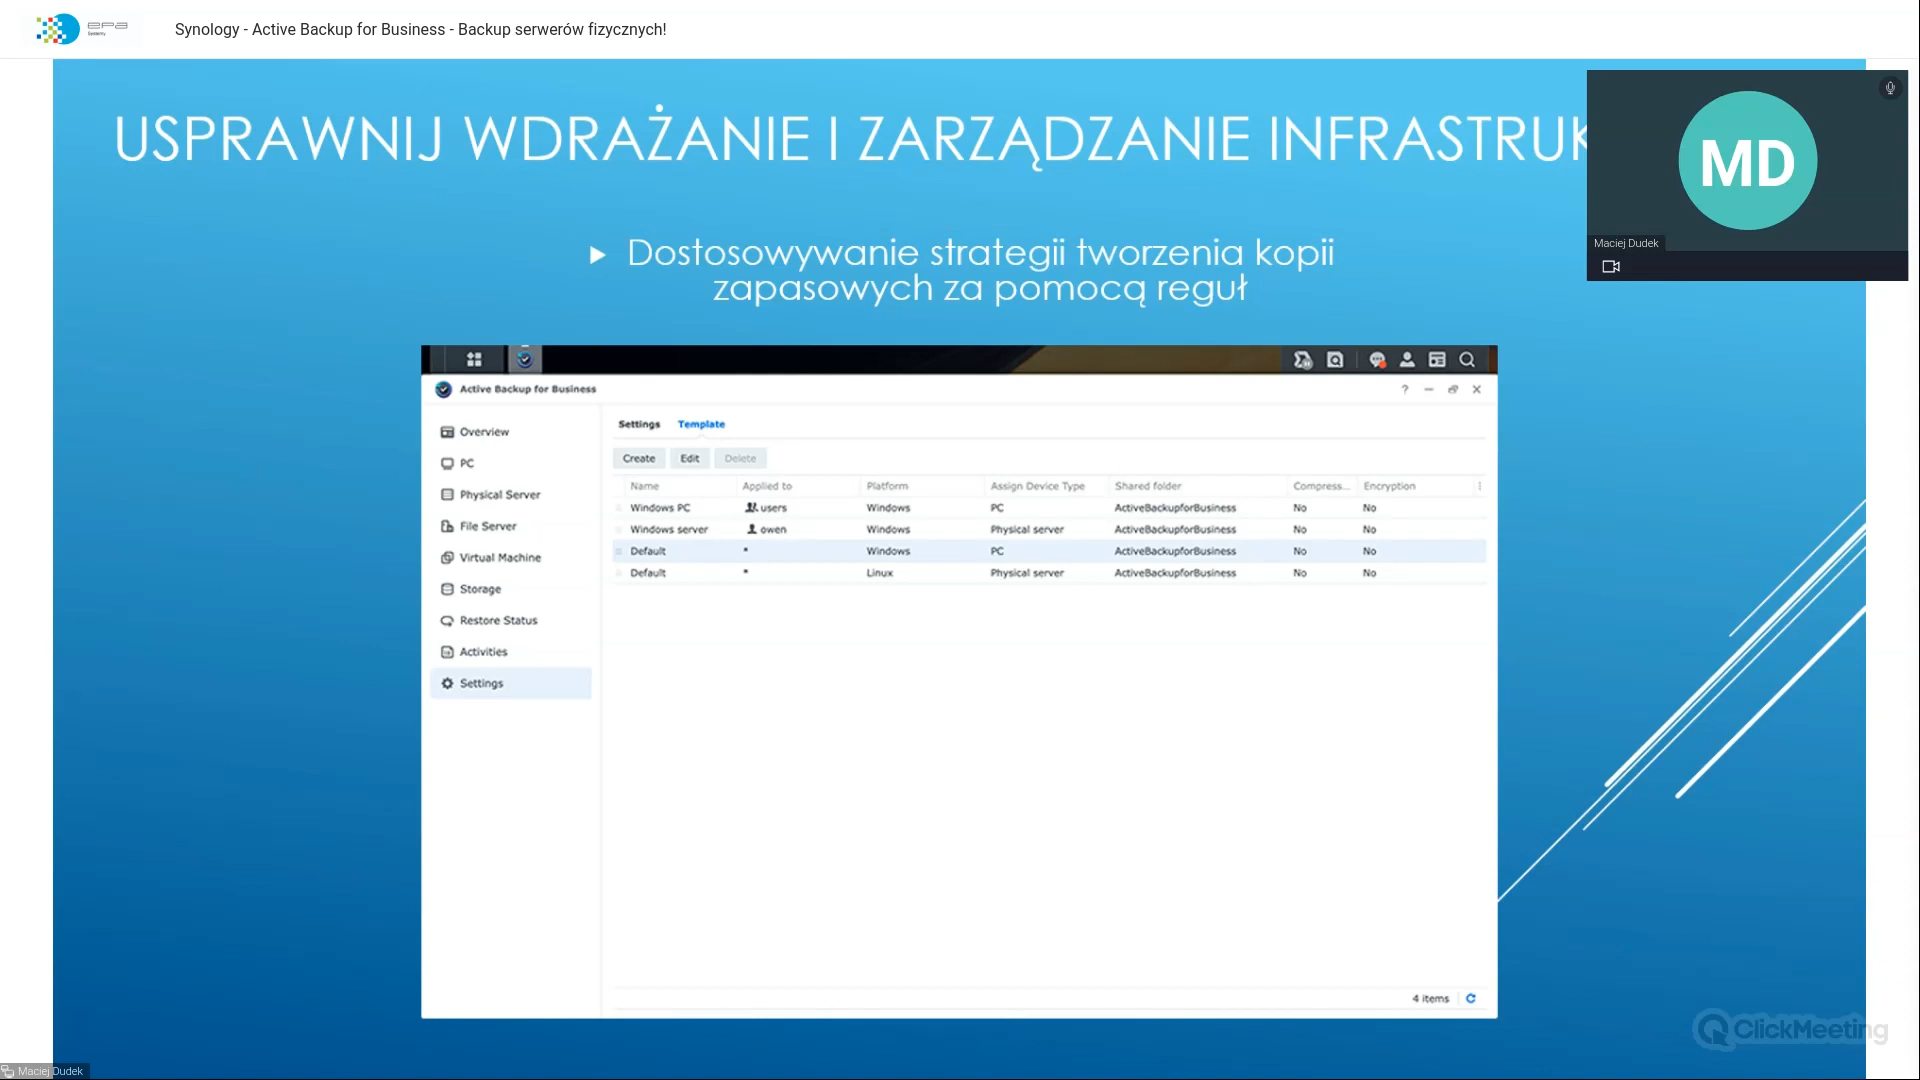 epa
Systemy
Synology - Active Backup for Business - Backup serwerów fizycznych!
USPRAWNIJ WDRAŻANIE I ZARZĄDZANIE INFRASTRUK
MD
Maciej Dudek
Dostosowywanie strategii tworzenia kopii
zapasowych za pomocą reguł
Active Backup for Business
Overview
PC
Physical Server
File Server
Virtual Machine
Storage
Restore Status
Activities
Settings
Settings Template
Create Edit Delete
Name Applied to Platform Assign Device Type Shared folder Compress... Encryption
Windows PC users Windows PC ActiveBackupforBusiness No No
Windows server owen Windows Physical server ActiveBackupforBusiness No No
Default * Windows PC ActiveBackupforBusiness No No
Default * Linux Physical server ActiveBackupforBusiness No No
4 items
ClickMeeting
Maciej Dudek